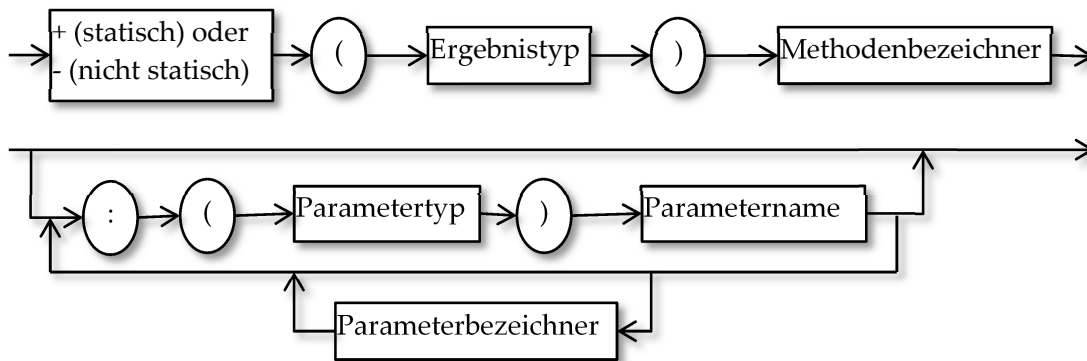 + (statisch) oder
- (nicht statisch)
(
Ergebnistyp
)
Methodenbezeichner
:
(
Parametertyp
)
Parametername
Parameterbezeichner